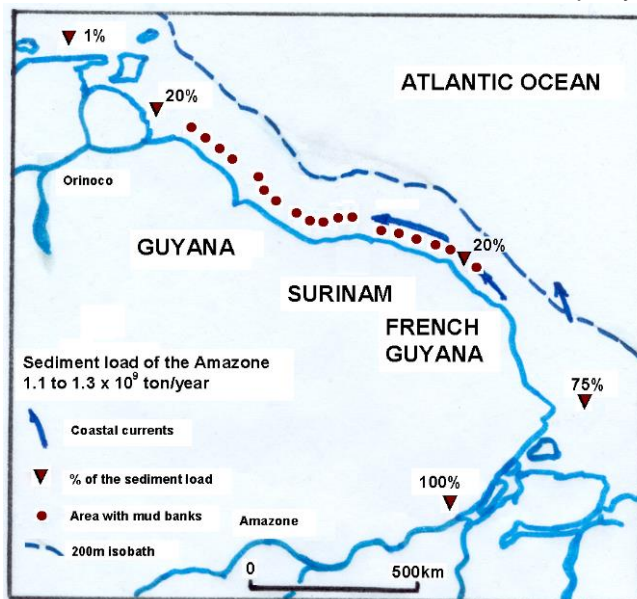 1%
ATLANTIC OCEAN
20%
Orinoco
GUYANA
20%
SURINAM
FRENCH
GUYANA
Sediment load of the Amazone
1.1 to 1.3 x 10⁹ ton/year
75%
Coastal currents
% of the sediment load
100%
Area with mud banks
Amazone
200m isobath
0 500km